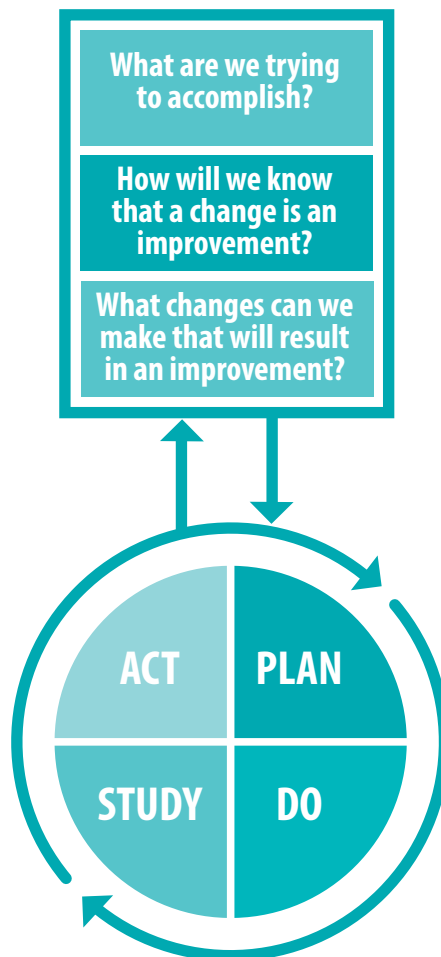 What are we trying
to accomplish?
How will we know
that a change is an
improvement?
What changes can we
make that will result
in an improvement?
ACT
PLAN
STUDY
DO